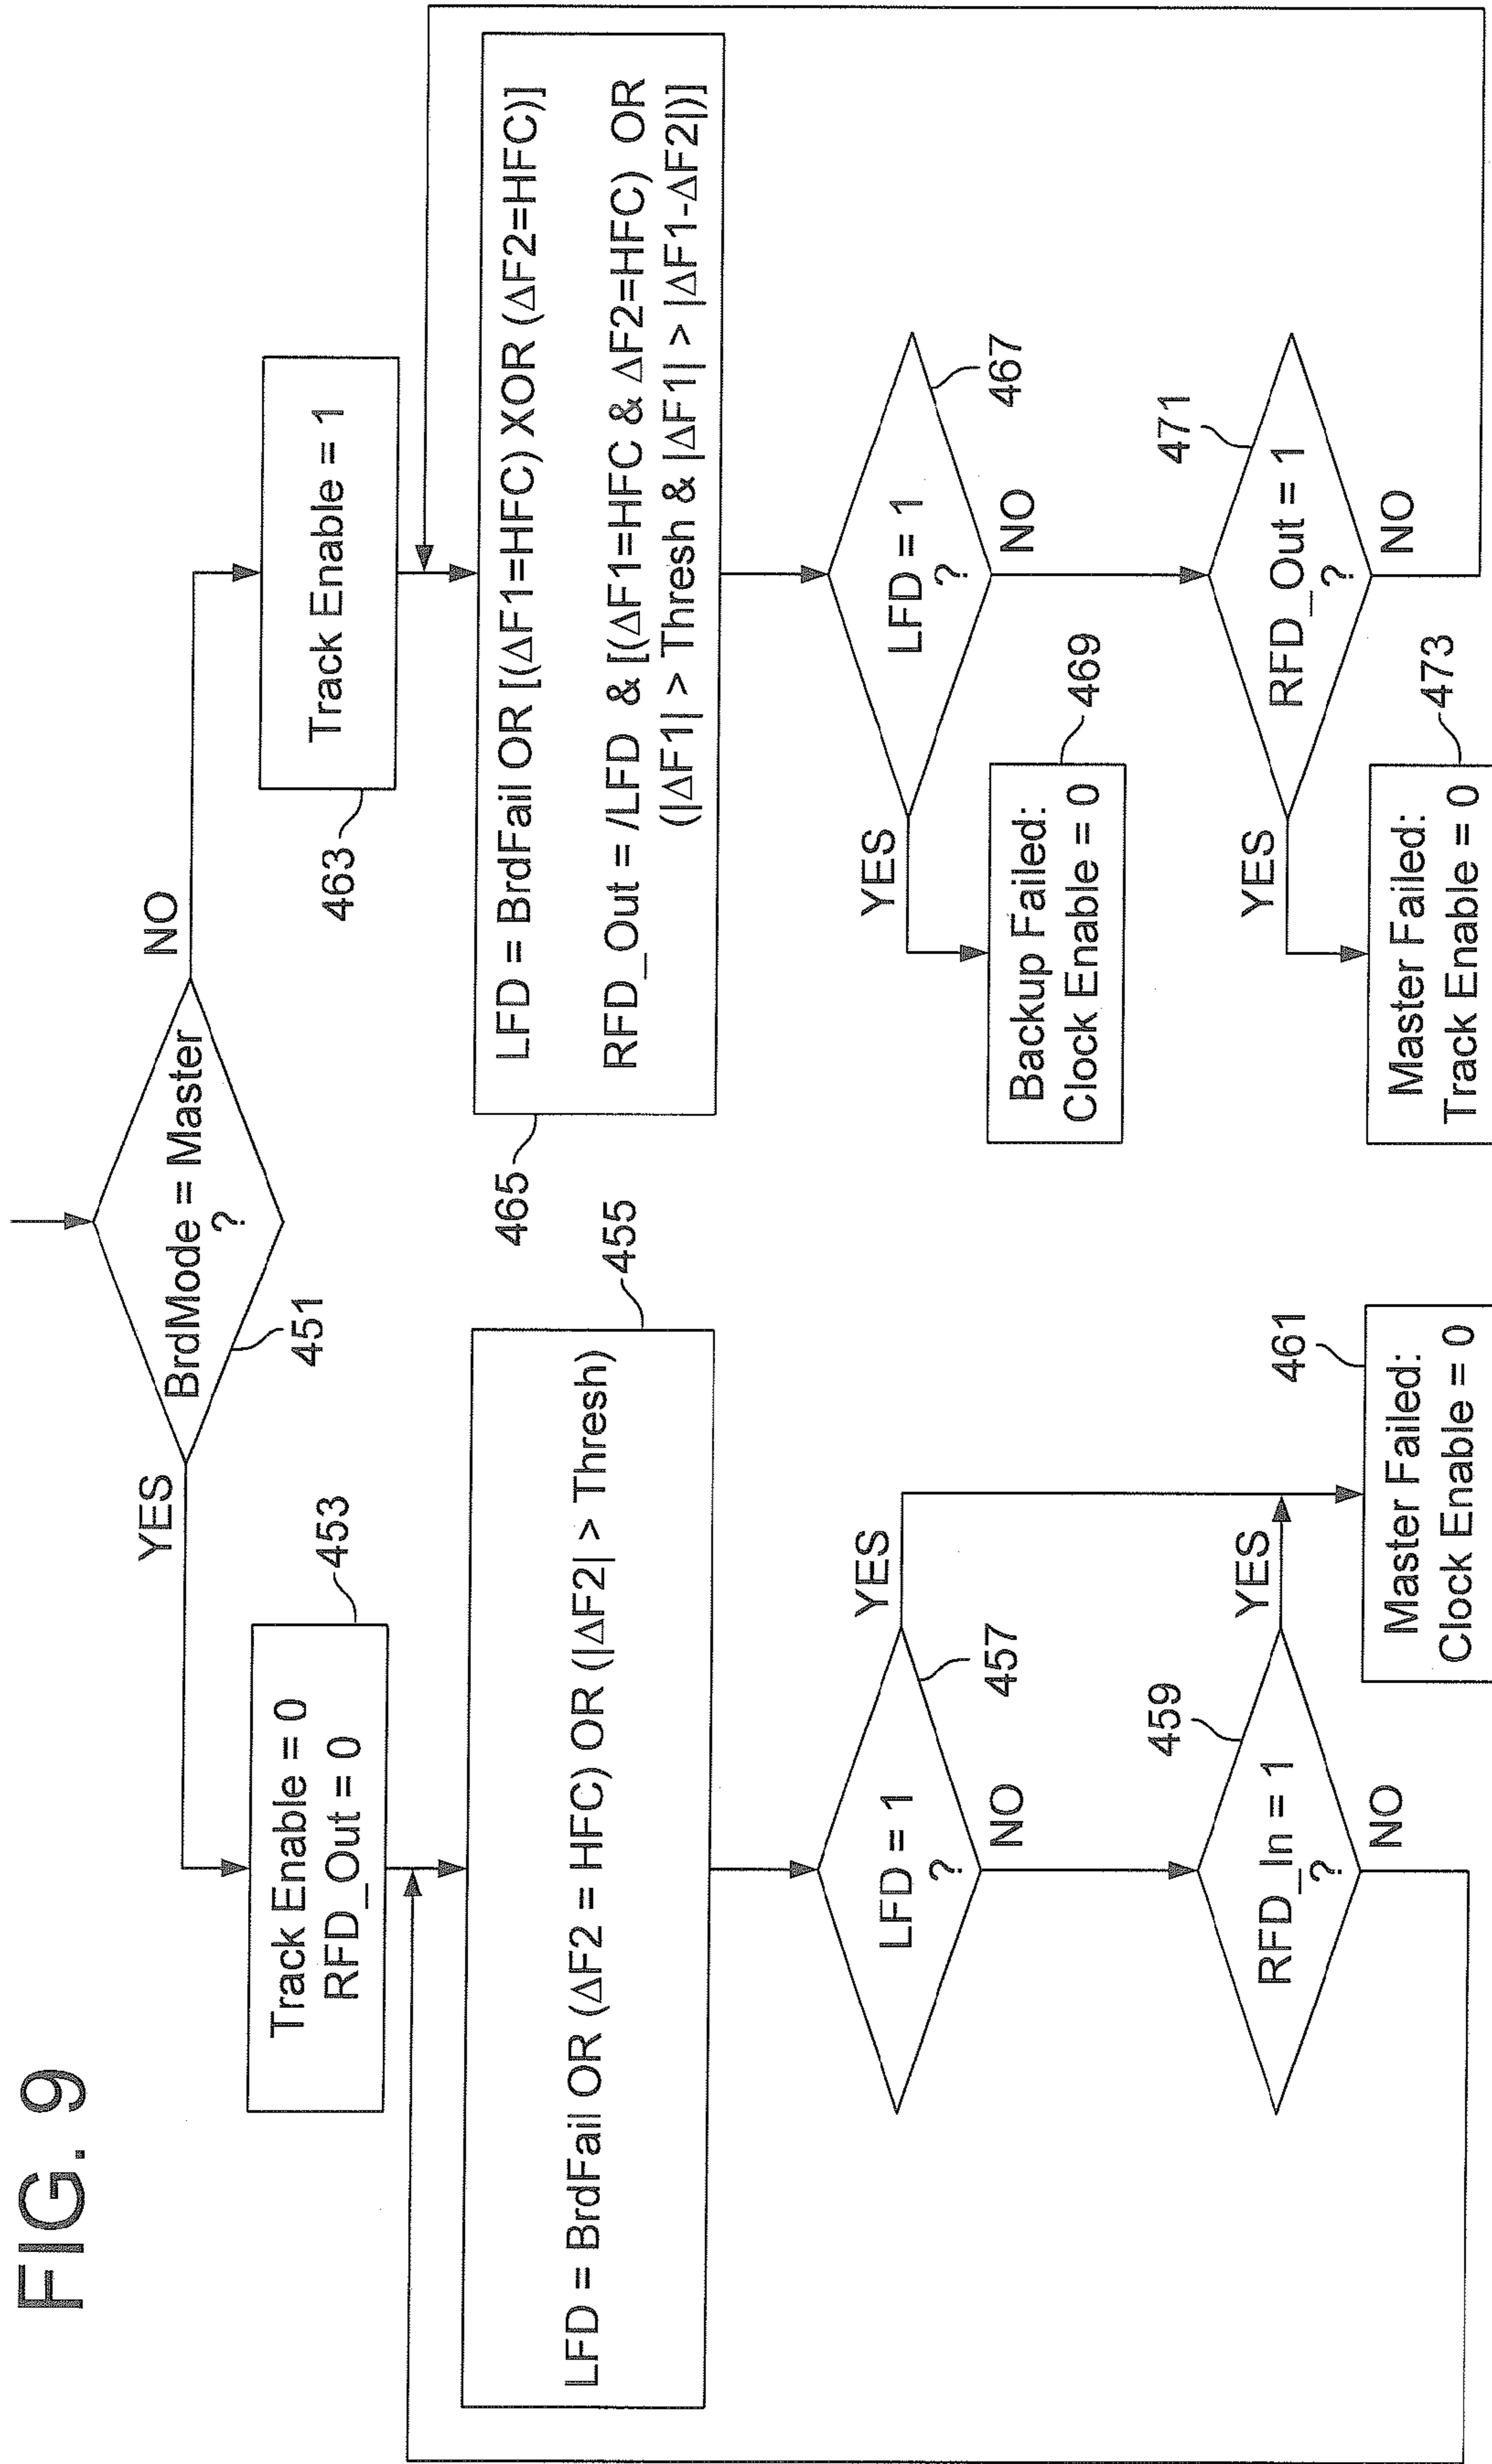 FIG. 9
BrdMode = Master
?
451
YES
NO
Track Enable = 0
RFD_Out = 0
453
LFD = BrdFail OR (ΔF2 = HFC) OR (|ΔF2| > Thresh)
455
LFD = 1
?
457
YES
NO
RFD_In = 1
?
459
YES
NO
Master Failed:
Clock Enable = 0
461
Track Enable = 1
463
LFD = BrdFail OR [(ΔF1=HFC) XOR (ΔF2=HFC)]
RFD_Out = /LFD & [(ΔF1=HFC & ΔF2=HFC) OR
(|ΔF1| > Thresh & |ΔF1| > |ΔF1-ΔF2|)]
465
LFD = 1
?
467
YES
NO
Backup Failed:
Clock Enable = 0
469
RFD_Out = 1
?
471
YES
NO
Master Failed:
Track Enable = 0
473